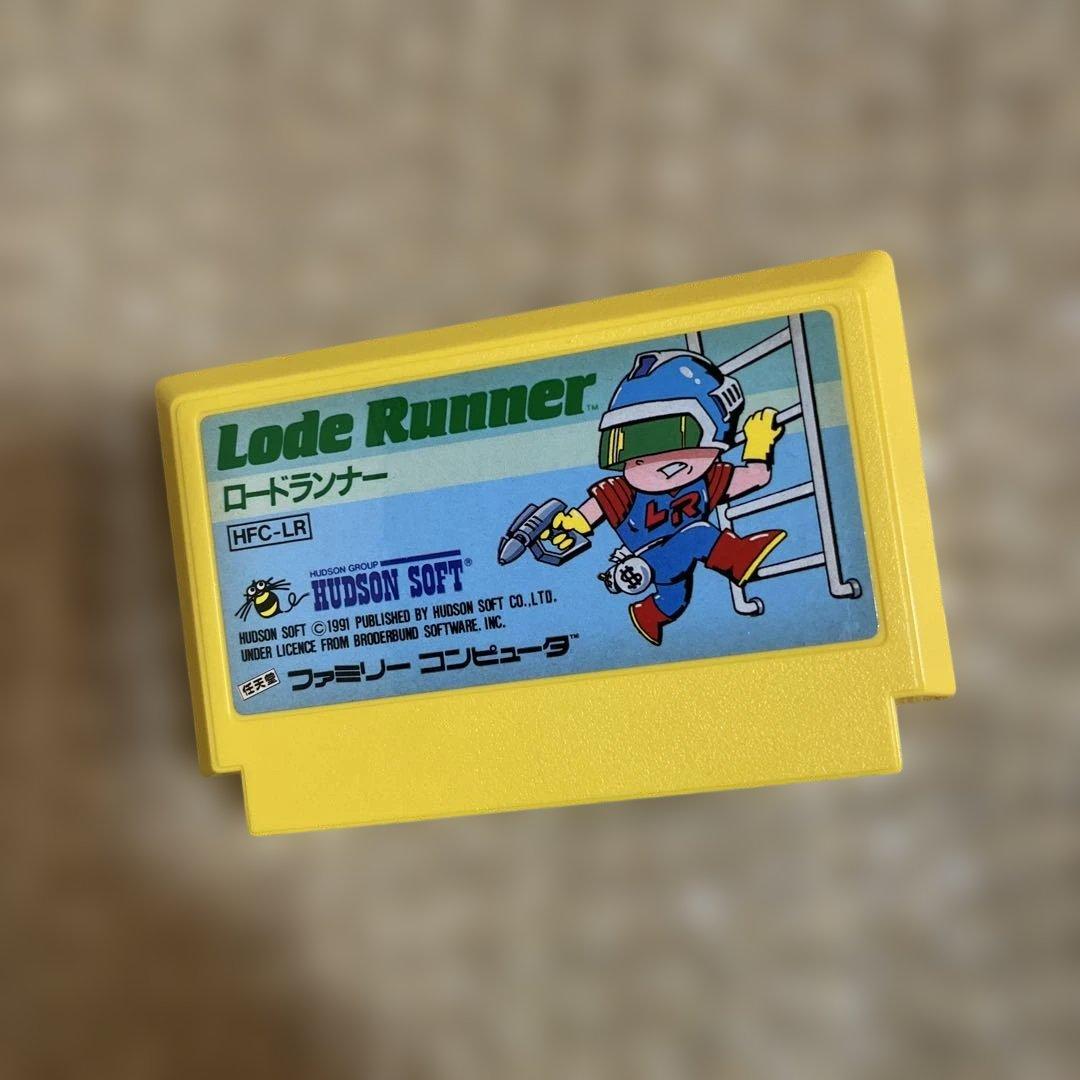 Lode Runner™
ロードランナー
HFC-LR
LR
$
HUDSON GROUP
HUDSON SOFT®
HUDSON SOFT ©1991 PUBLISHED BY HUDSON SOFT CO.,LTD.
UNDER LICENCE FROM BRODERBUND SOFTWARE, INC.
任天堂 ファミリー コンピュータ™